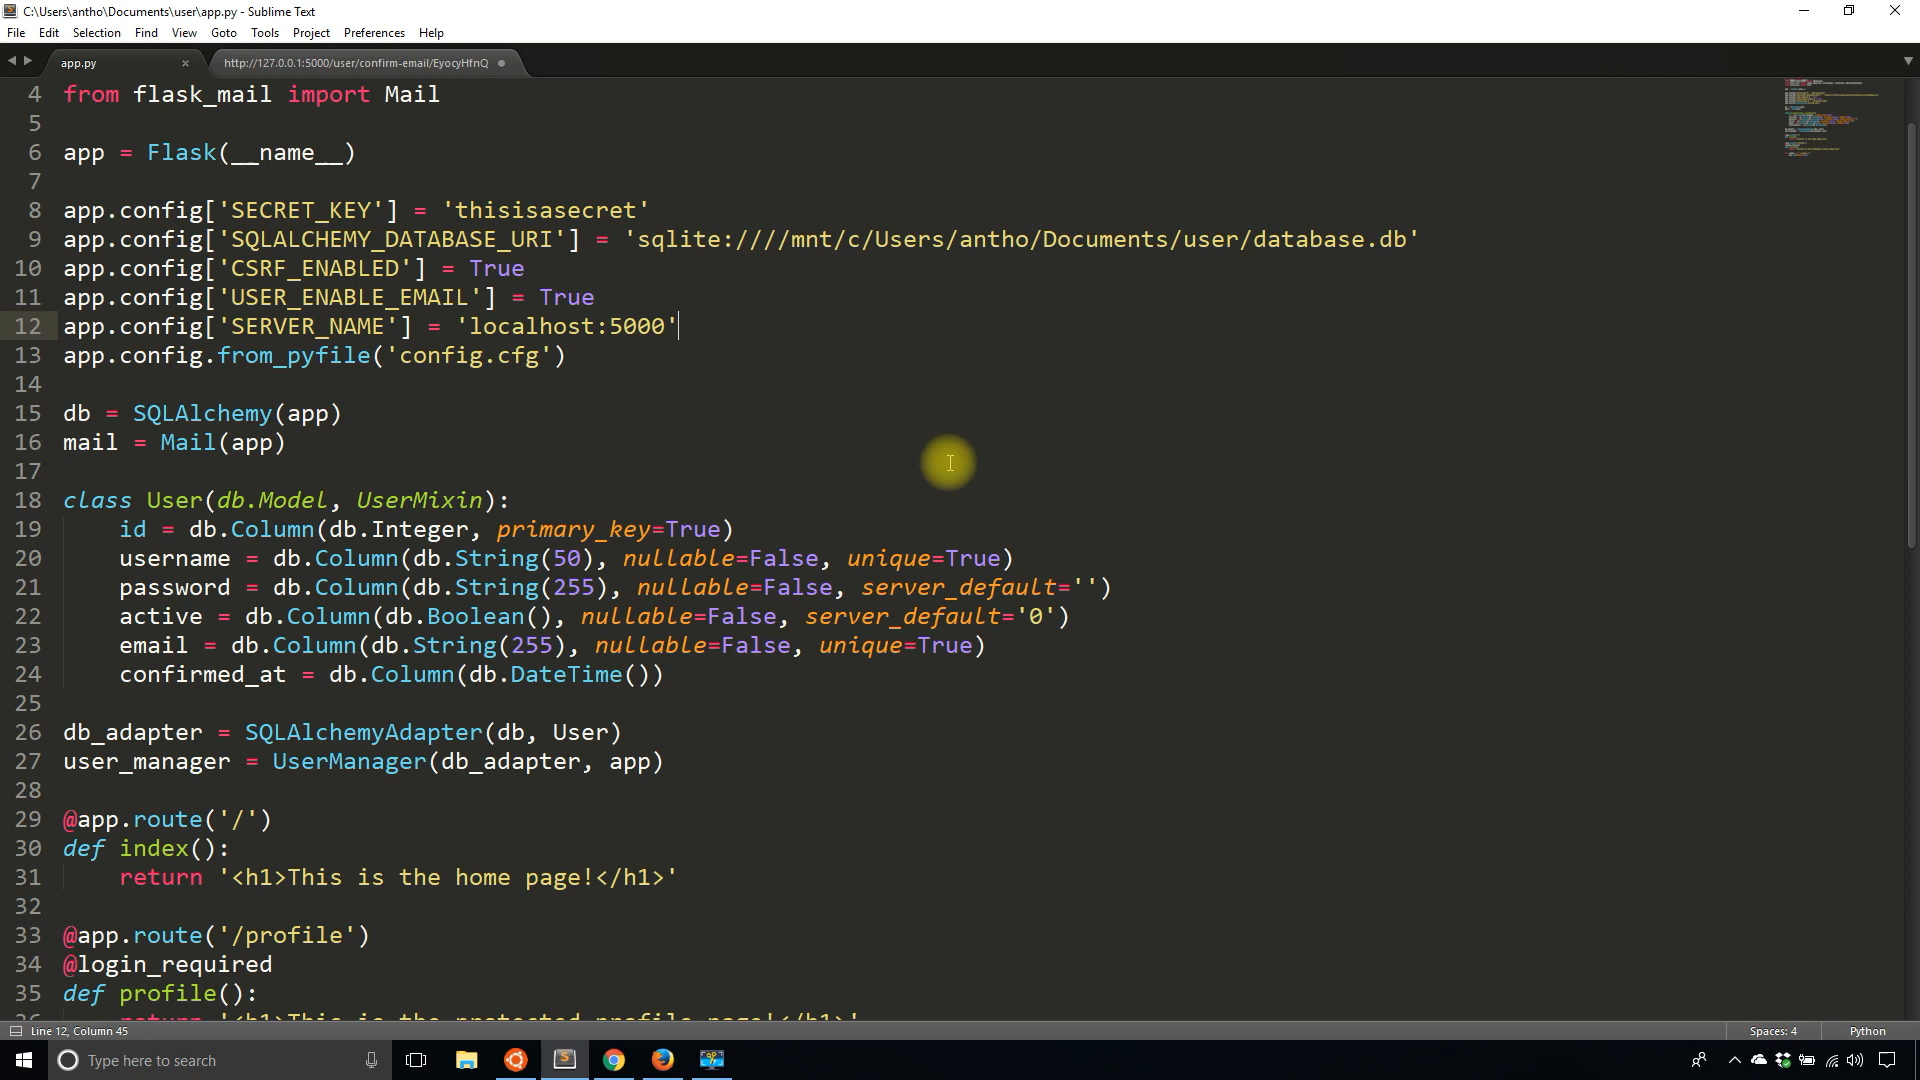 C:\Users\antho\Documents\user\app.py - Sublime Text
File Edit Selection Find View Goto Tools Project Preferences Help
app.py × http://127.0.0.1:5000/user/confirm-email/EyocyHfnQ
4 from flask_mail import Mail
5
6 app = Flask(__name__)
7
8 app.config['SECRET_KEY'] = 'thisisasecret'
9 app.config['SQLALCHEMY_DATABASE_URI'] = 'sqlite:////mnt/c/Users/antho/Documents/user/database.db'
10 app.config['CSRF_ENABLED'] = True
11 app.config['USER_ENABLE_EMAIL'] = True
12 app.config['SERVER_NAME'] = 'localhost:5000'
13 app.config.from_pyfile('config.cfg')
14
15 db = SQLAlchemy(app)
16 mail = Mail(app)
17
18 class User(db.Model, UserMixin):
19     id = db.Column(db.Integer, primary_key=True)
20     username = db.Column(db.String(50), nullable=False, unique=True)
21     password = db.Column(db.String(255), nullable=False, server_default='')
22     active = db.Column(db.Boolean(), nullable=False, server_default='0')
23     email = db.Column(db.String(255), nullable=False, unique=True)
24     confirmed_at = db.Column(db.DateTime())
25
26 db_adapter = SQLAlchemyAdapter(db, User)
27 user_manager = UserManager(db_adapter, app)
28
29 @app.route('/')
30 def index():
31     return '<h1>This is the home page!</h1>'
32
33 @app.route('/profile')
34 @login_required
35 def profile():
36     return '<h1>This is the protected profile page!</h1>'
Line 12, Column 45 Spaces: 4 Python
Type here to search